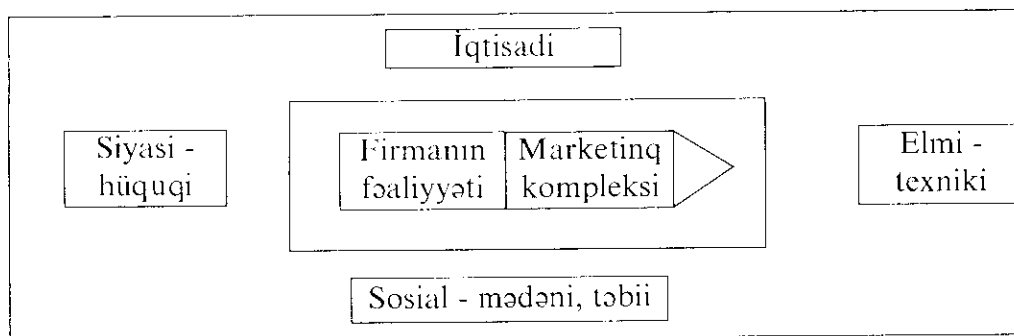 İqtisadi
Siyasi -
hüquqi
Firmanın
fəaliyyəti
Marketinq
kompleksi
Elmi -
texniki
Sosial - mədəni, təbii